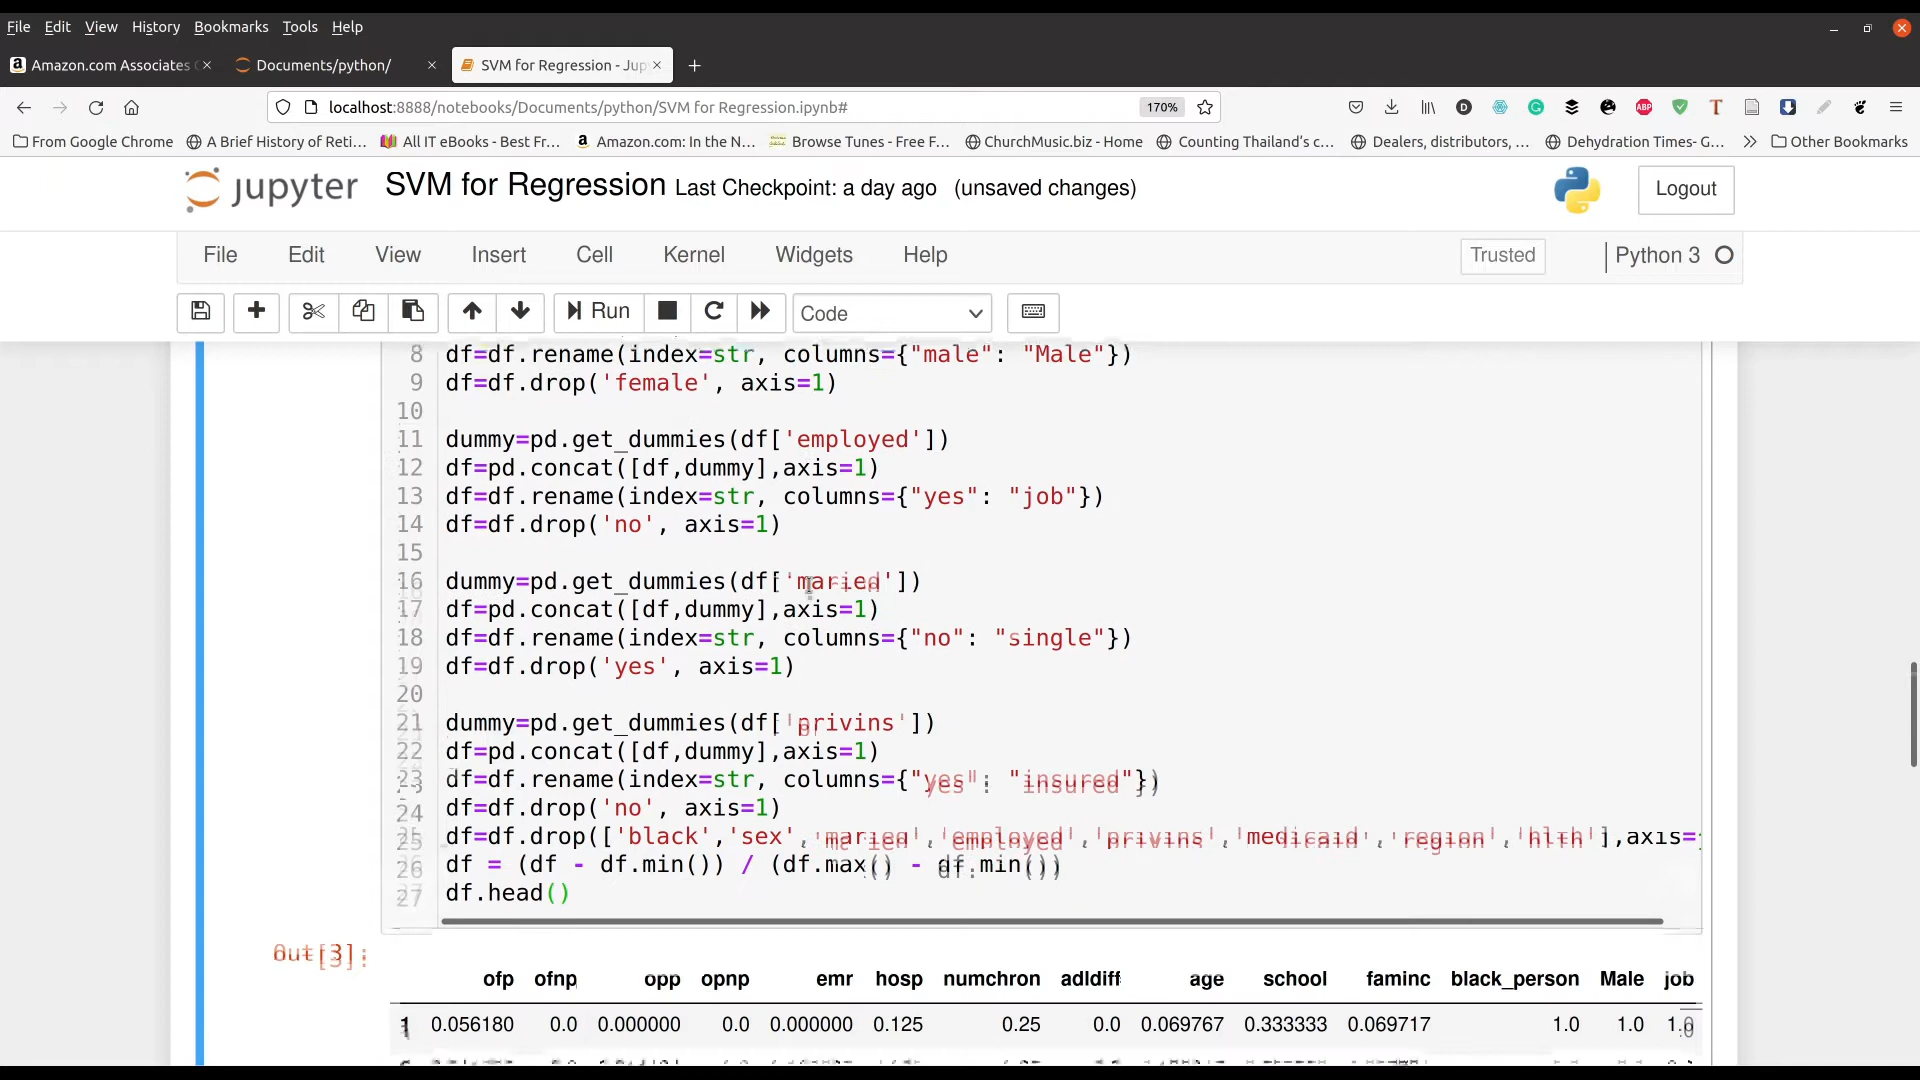 File Edit View History Bookmarks Tools Help
Amazon.com Associates Documents/python/ SVM for Regression - Jup
localhost:8888/notebooks/Documents/python/SVM for Regression.ipynb# 170%
From Google Chrome A Brief History of Reti... All IT eBooks - Best Fr... Amazon.com: In the N... Browse Tunes - Free F... ChurchMusic.biz - Home Counting Thailand's c... Dealers, distributors, ... Dehydration Times- G... Other Bookmarks
jupyter SVM for Regression Last Checkpoint: a day ago (unsaved changes) Logout
File Edit View Insert Cell Kernel Widgets Help Trusted Python 3
Run Code
8 df=df.rename(index=str, columns={"male": "Male"})
9 df=df.drop('female', axis=1)
10
11 dummy=pd.get_dummies(df['employed'])
12 df=pd.concat([df,dummy],axis=1)
13 df=df.rename(index=str, columns={"yes": "job"})
14 df=df.drop('no', axis=1)
15
16 dummy=pd.get_dummies(df['maried'])
17 df=pd.concat([df,dummy],axis=1)
18 df=df.rename(index=str, columns={"no": "single"})
19 df=df.drop('yes', axis=1)
20
21 dummy=pd.get_dummies(df['privins'])
22 df=pd.concat([df,dummy],axis=1)
23 df=df.rename(index=str, columns={"yes": "insured"})
24 df=df.drop('no', axis=1)
25 df=df.drop(['black','sex','maried','employed','privins','medicaid','region','hlth'],axis=
26 df = (df - df.min()) / (df.max() - df.min())
27 df.head()
Out[3]:
ofp ofnp opp opnp emr hosp numchron adldiff age school faminc black_person Male job
1 0.056180 0.0 0.000000 0.0 0.000000 0.125 0.25 0.0 0.069767 0.333333 0.069717 1.0 1.0